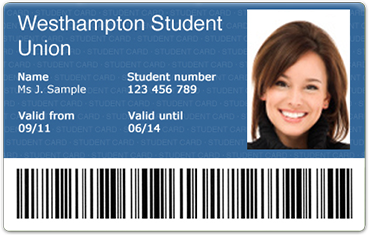 Westhampton Student
Union
Name Student number
Ms J. Sample 123 456 789
Valid from Valid until
09/11 06/14